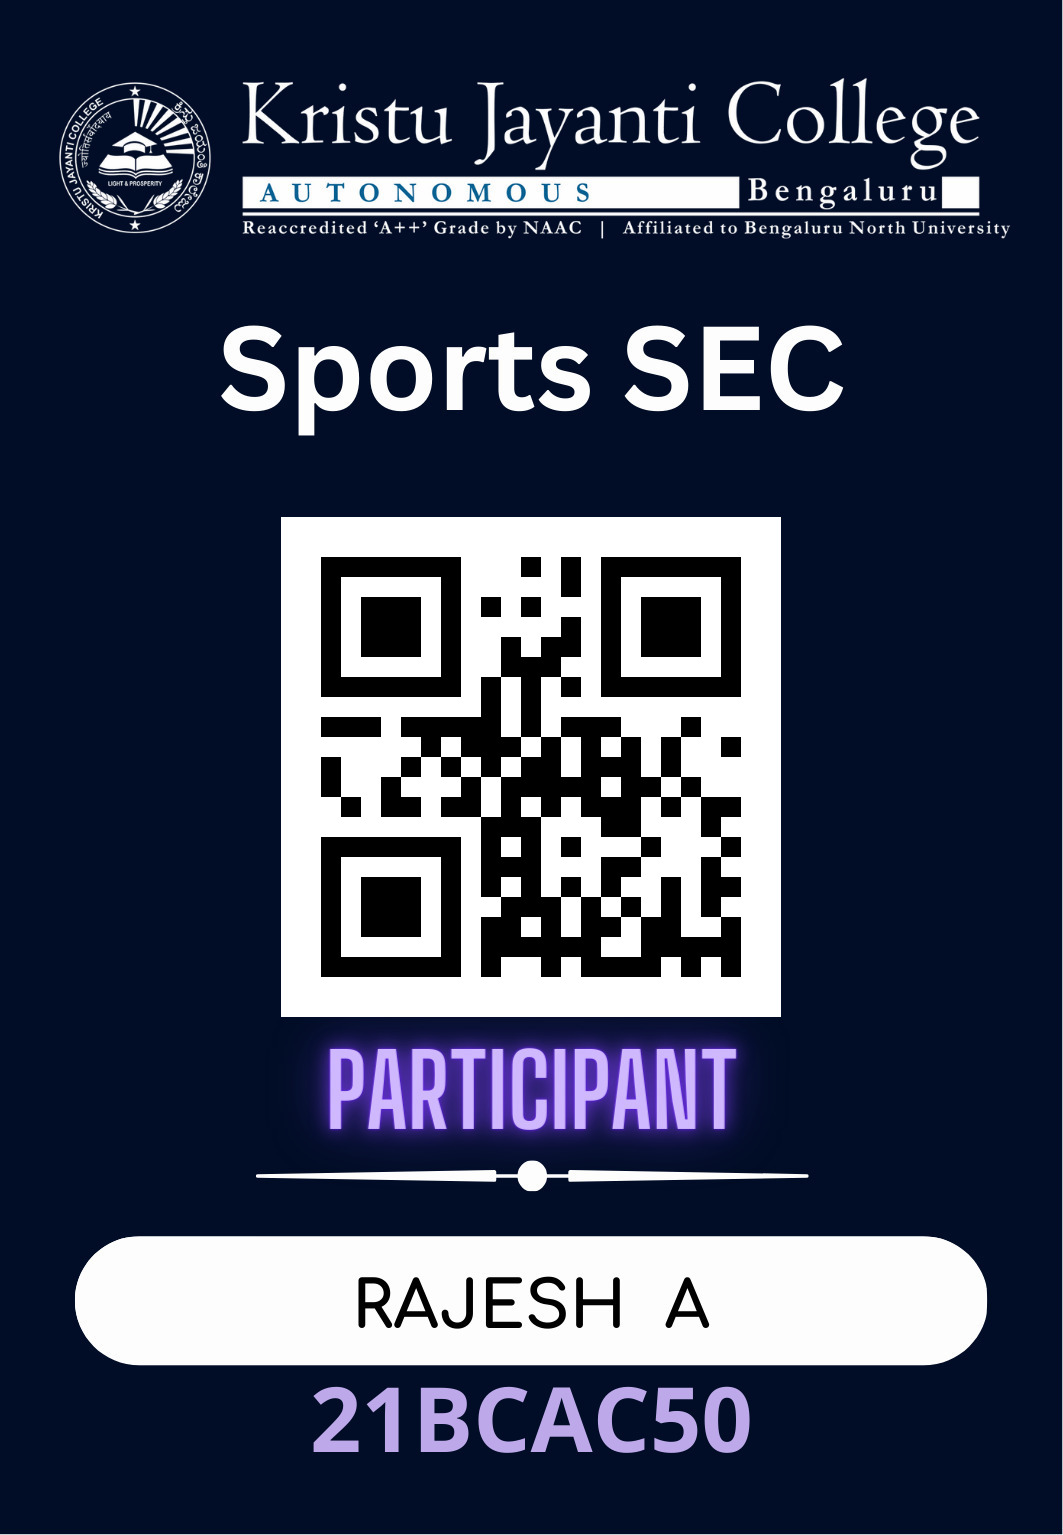 KRISTU JAYANTI COLLEGE
ज्योतिसंवादयाय
LIGHT & PROSPERITY
Kristu Jayanti College
AUTONOMOUS Bengaluru
Reaccredited ‘A++’ Grade by NAAC | Affiliated to Bengaluru North University
Sports SEC
PARTICIPANT
RAJESH A
21BCAC50